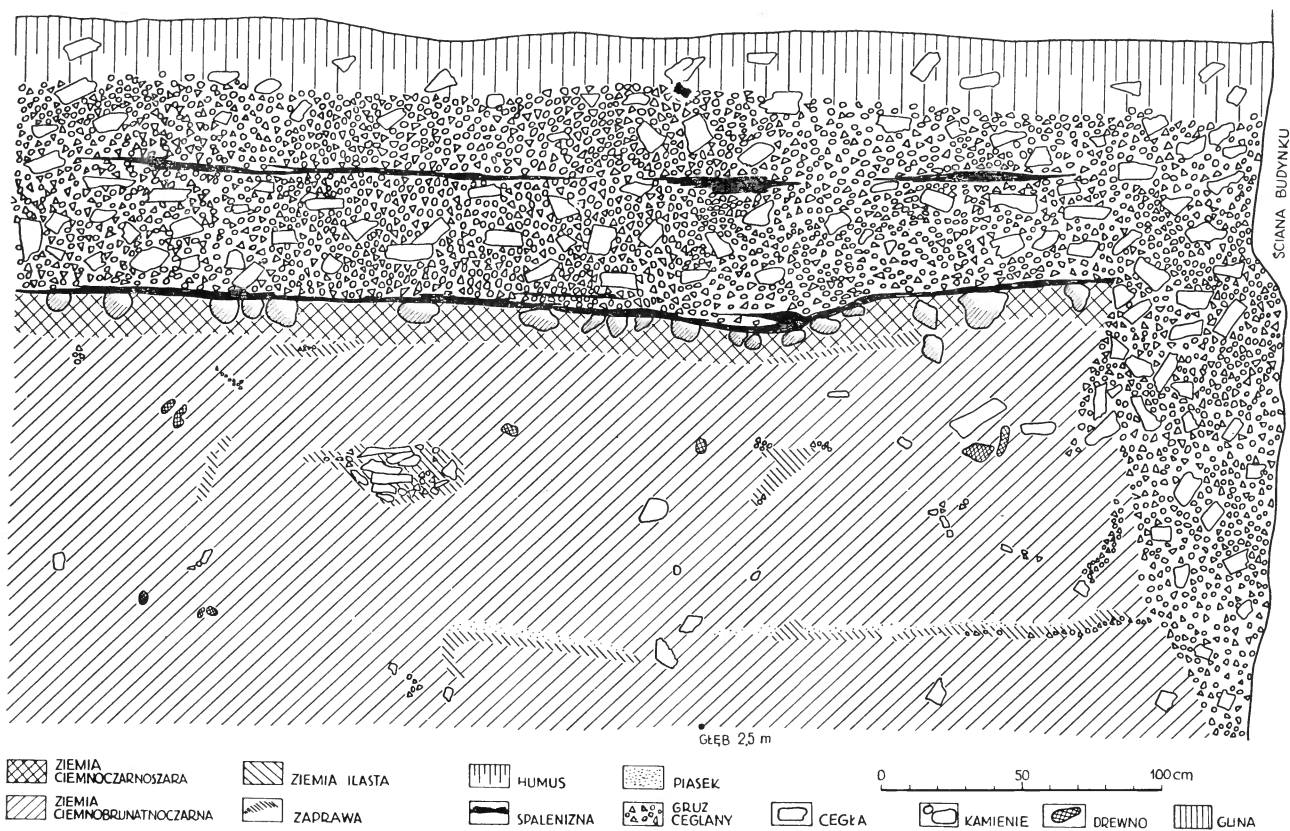 ŚCIANA BUDYNKU
GŁĘB 2,5 m
ZIEMIA
CIEMNOCZARNOSZARA
ZIEMIA ILASTA
HUMUS
PIASEK
0 50 100 cm
ZIEMIA
CIEMNOBRUNATNOCZARNA
ZAPRAWA
SPALENIZNA
GRUZ
CEGLANY
CEGŁA
KAMIENIE
DREWNO
GLINA